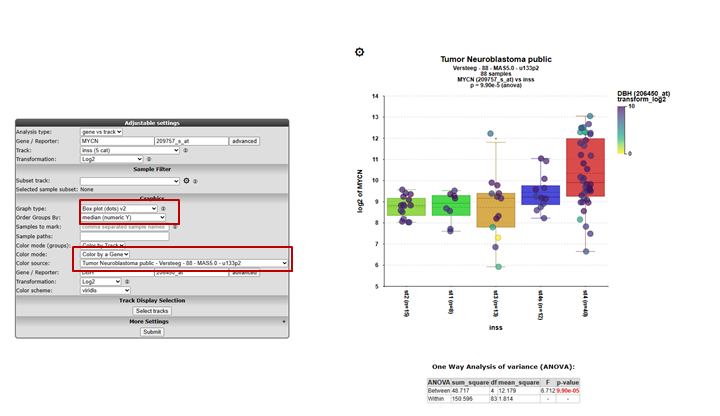 Adjustable settings
Analysis type: gene vs track
Gene / Reporter: MYCN 209757_s_at advanced
Track: inss (5 cat)
Transformation: Log2
Sample Filter
Subset track:
Selected sample subset: None
Graphics
Graph type: Box plot (dots) v2
Order Groups By: median (numeric Y)
Samples to mark: comma separated sample names
Sample paths:
Color mode (groups): Color by Track
Color mode: Color by a Gene
Color source: Tumor Neuroblastoma public - Versteeg - 88 - MAS5.0 - u133p2
Gene / Reporter: DBH 206450_at advanced
Transformation: Log2
Color scheme: viridis
Track Display Selection
Select tracks
More Settings +
Submit
Tumor Neuroblastoma public
Versteeg - 88 - MAS5.0 - u133p2
88 samples
MYCN (209757_s_at) vs inss
p = 9.90e-5 (anova)
DBH (206450_at)
transform_log2)
10
0
log2 of MYCN
14
13
12
11
10
9
8
7
6
5
st2 (n=15)
st1 (n=8)
st3 (n=13)
st4s (n=12)
st4 (n=40)
inss
One Way Analysis of variance (ANOVA):
ANOVA sum_square df mean_square F p-value
Between 48.717 4 12.179 6.712 9.90e-05
Within 150.596 83 1.814 - -